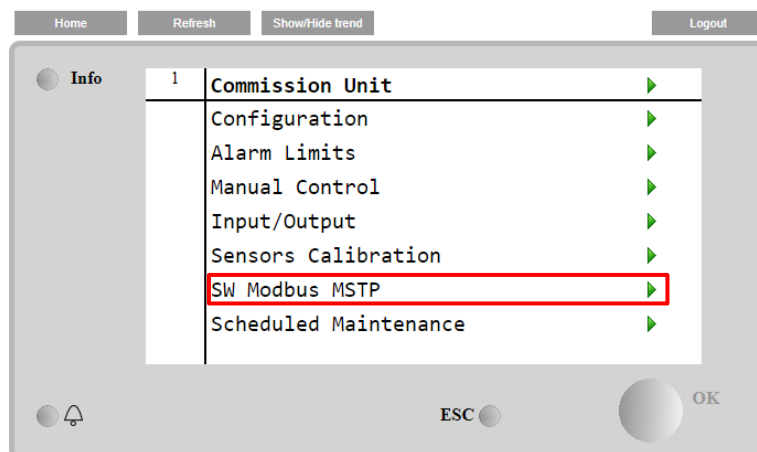 Home Refresh Show/Hide trend Logout
Info 1 Commission Unit
Configuration
Alarm Limits
Manual Control
Input/Output
Sensors Calibration
SW Modbus MSTP
Scheduled Maintenance
ESC OK